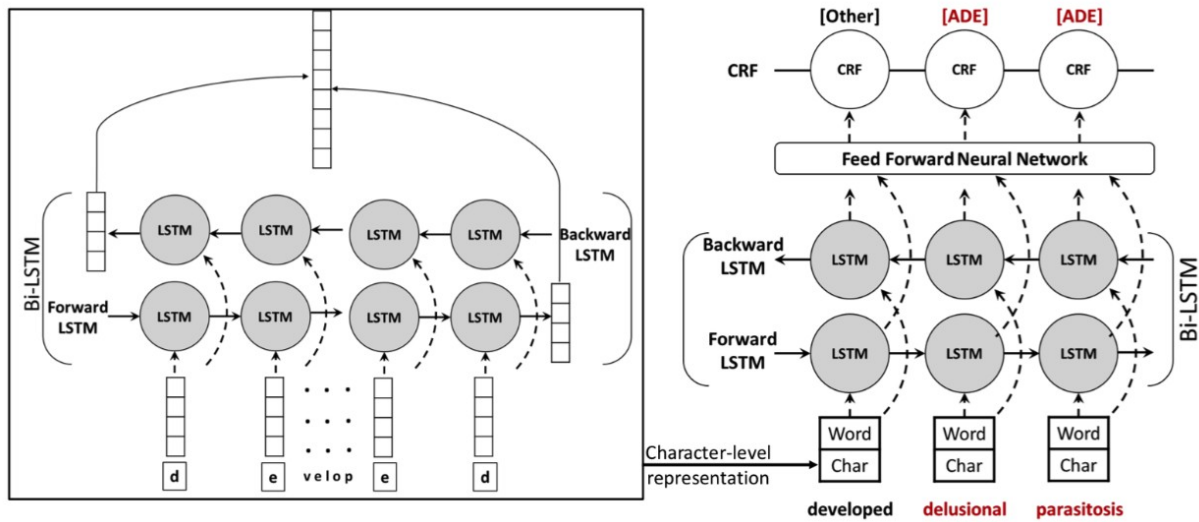 [Other] [ADE] [ADE]
CRF CRF CRF CRF
Feed Forward Neural Network
LSTM LSTM LSTM LSTM
Backward
LSTM
Bi-LSTM
Forward
LSTM
LSTM LSTM LSTM LSTM
d e v e l o p e d
Backward
LSTM
LSTM LSTM LSTM
Forward
LSTM
LSTM LSTM LSTM
Bi-LSTM
Character-level
representation
Word Word Word
Char Char Char
developed delusional parasitosis